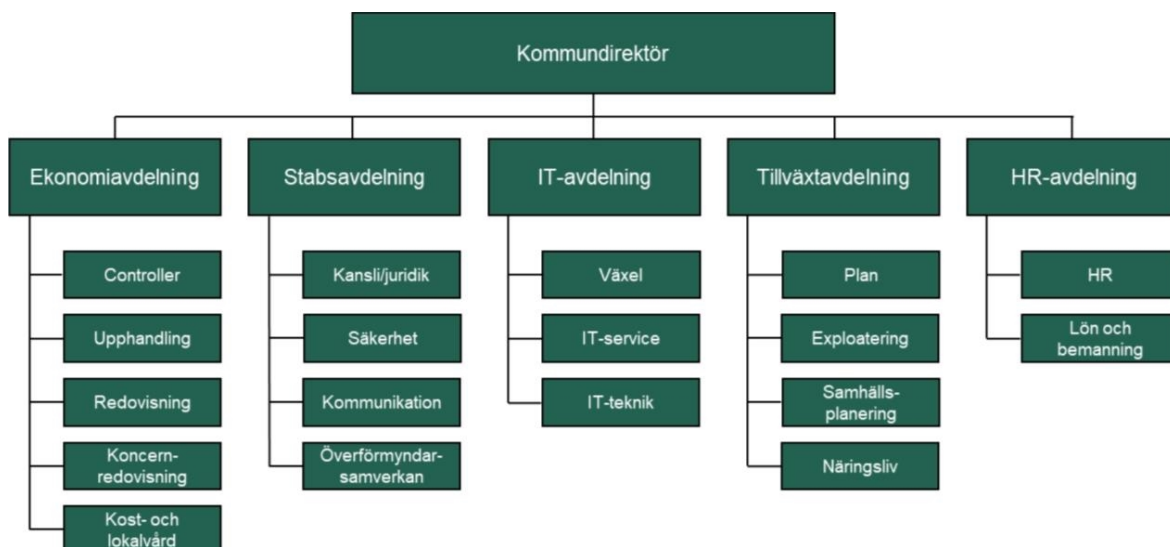 Kommundirektör
Ekonomiavdelning
Stabsavdelning
IT-avdelning
Tillväxtavdelning
HR-avdelning
Controller
Upphandling
Redovisning
Koncern-
redovisning
Kost- och
lokalvård
Kansli/juridik
Säkerhet
Kommunikation
Överförmyndar-
samverkan
Växel
IT-service
IT-teknik
Plan
Exploatering
Samhälls-
planering
Näringsliv
HR
Lön och
bemanning